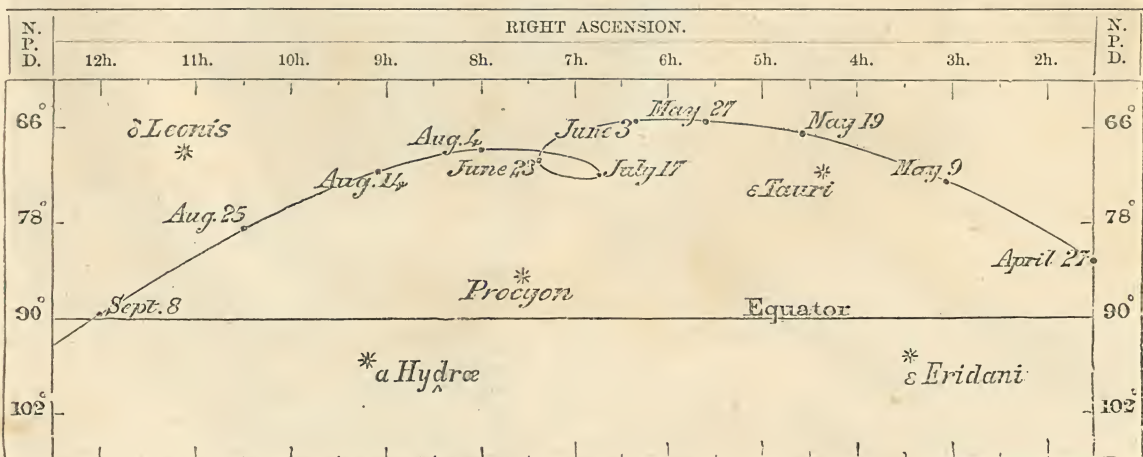 N. P. D.
RIGHT ASCENSION.
N. P. D.
12h. 11h. 10h. 9h. 8h. 7h. 6h. 5h. 4h. 3h. 2h.
66° δ Leonis Aug. 4 June 3 May 27 May 19 66°
Aug. 14 June 23 July 17 ε Tauri May 9
78° Aug. 25 78°
April 27
Sept. 8 Procyon
90° Equator 90°
α Hydræ ε Eridani
^
102° 102°